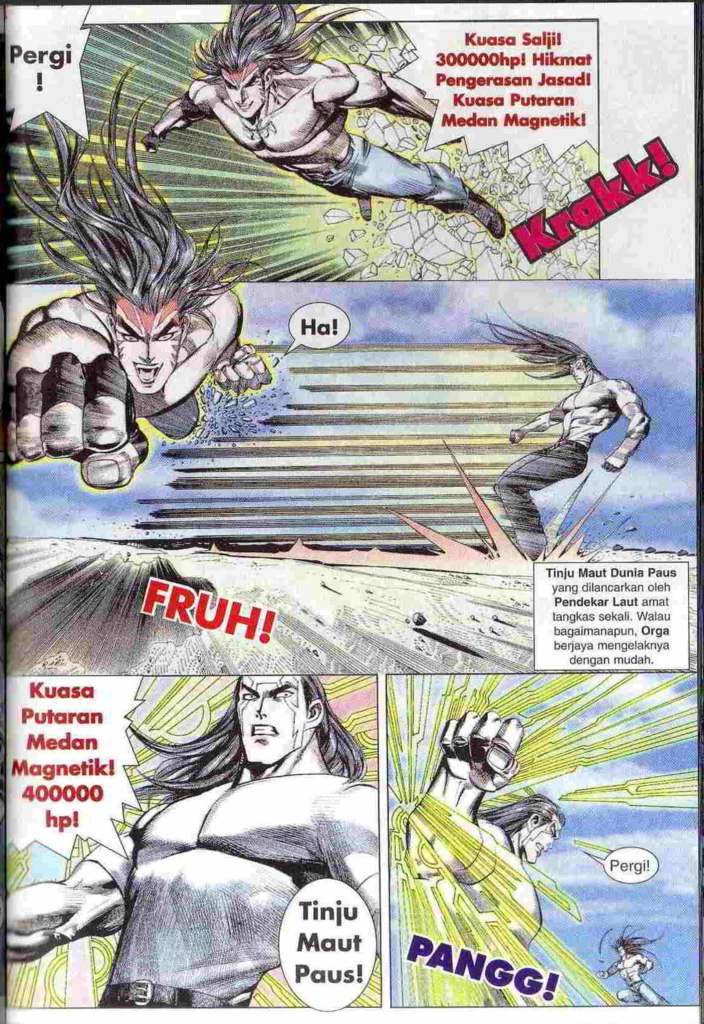 Pergi
!
Kuasa Salji!
300000hp! Hikmat
Pengerasan Jasad!
Kuasa Putaran
Medan Magnetik!
Krakk!
Ha!
FRUH!
Tinju Maut Dunia Paus
yang dilancarkan oleh
Pendekar Laut amat
tangkas sekali. Walau
bagaimanapun, Orga
berjaya mengelaknya
dengan mudah.
Kuasa
Putaran
Medan
Magnetik!
400000
hp!
Tinju
Maut
Paus!
Pergi!
PANGG!